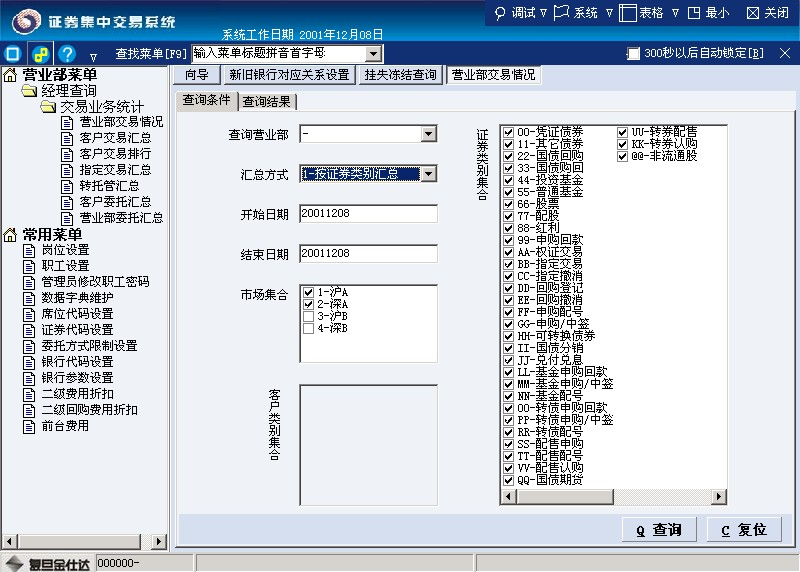 证券集中交易系统
系统工作日期 2001年12月08日
调试 系统 表格 最小 关闭
查找菜单[F9] 输入菜单标题拼音首字母
300秒以后自动锁定[B]
营业部菜单
经理查询
交易业务统计
营业部交易情况
客户交易汇总
客户交易排行
指定交易汇总
转托管汇总
客户委托汇总
营业部委托汇总
常用菜单
岗位设置
职工设置
管理员修改职工密码
数据字典维护
席位代码设置
证券代码设置
委托方式限制设置
银行代码设置
银行参数设置
二级费用折扣
二级回购费用折扣
前台费用
向导 新旧银行对应关系设置 挂失冻结查询 营业部交易情况
查询条件 查询结果
查询营业部 -
汇总方式 1-按证券类别汇总
开始日期 20011208
结束日期 20011208
市场集合
1-沪A
2-深A
3-沪B
4-深B
客户类别集合
证券类别集合
00-凭证债券
11-其它债券
22-国债回购
33-国债购回
44-投资基金
55-普通基金
66-股票
77-配股
88-红利
99-申购回款
AA-权证交易
BB-指定交易
CC-指定撤消
DD-回购登记
EE-回购撤消
FF-申购配号
GG-申购/中签
HH-可转换债券
II-国债分销
JJ-兑付兑息
LL-基金申购回款
MM-基金申购/中签
NN-基金配号
OO-转债申购回款
PP-转债申购/中签
RR-转债配号
SS-配售申购
TT-配售配号
VV-配售认购
QQ-国债期货
UU-转券配售
KK-转券认购
@@-非流通股
Q 查询 C 复位
复旦金仕达 000000-